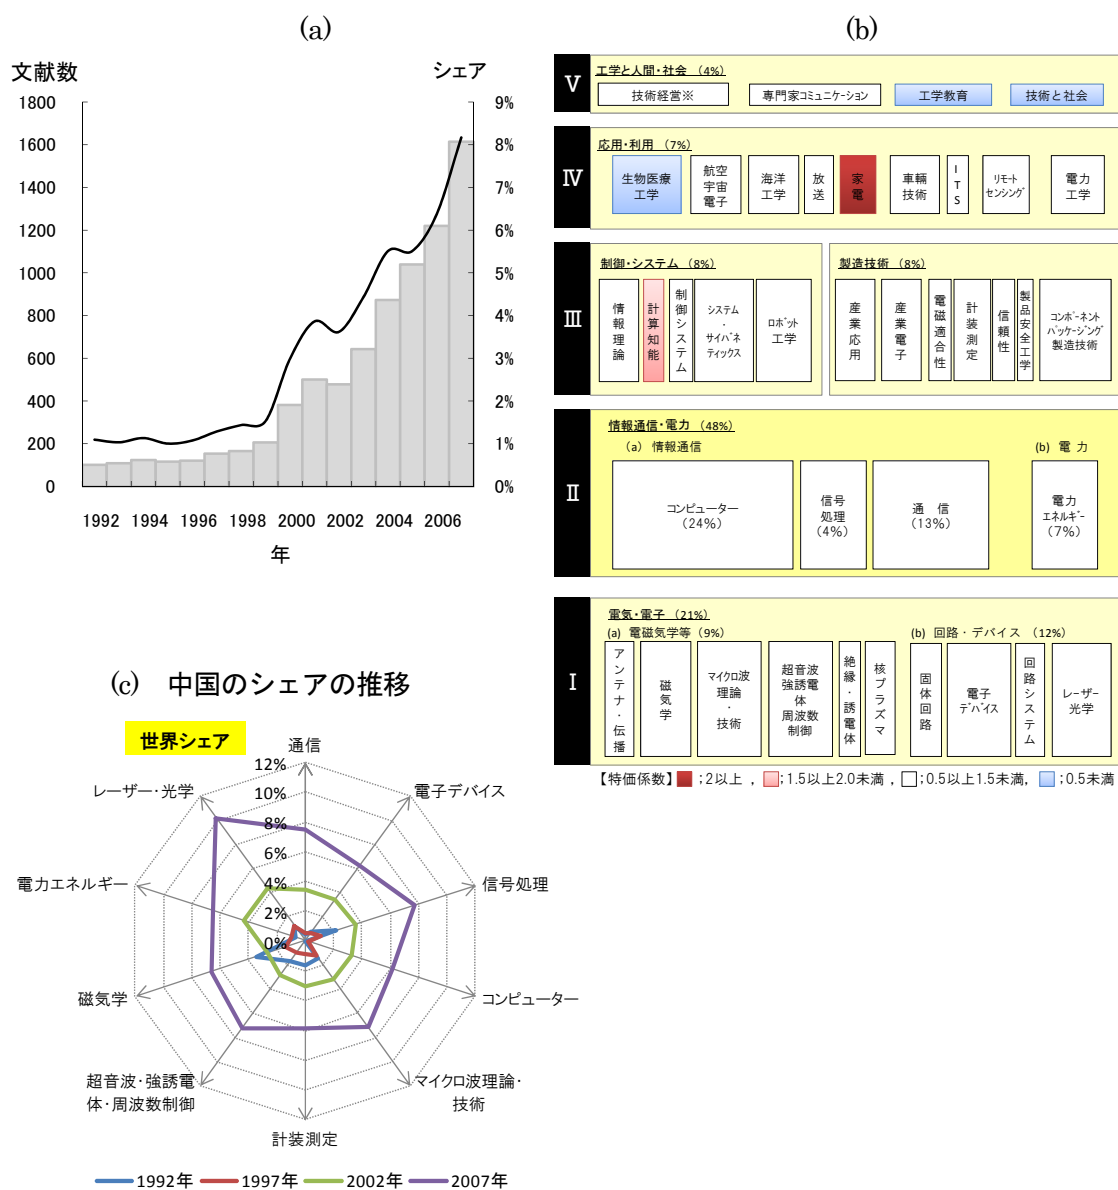 (a)
文献数
シェア
1800
1600
1400
1200
1000
800
600
400
200
0
9%
8%
7%
6%
5%
4%
3%
2%
1%
0%
1992 1994 1996 1998 2000 2002 2004 2006
年
(b)
Ⅴ
工学と人間・社会 (4%)
技術経営※
専門家コミュニケーション
工学教育
技術と社会
Ⅳ
応用・利用 (7%)
生物医療
工学
航空
宇宙
電子
海洋
工学
放送
家電
車輛
技術
ITS
リモート
センシング
電力
工学
Ⅲ
制御・システム (8%)
情報理論
計算知能
制御システム
システム
・
サイバネ
ティックス
ロボット
工学
製造技術 (8%)
産業応用
産業電子
電磁適合性
計装測定
信頼性
製品安全工学
コンポーネント
パッケージング
製造技術
Ⅱ
情報通信・電力 (48%)
(a) 情報通信
(b) 電 力
コンピューター
(24%)
信号
処理
(4%)
通 信
(13%)
電力
エネルギー
(7%)
Ⅰ
電気・電子 (21%)
(a) 電磁気学等 (9%)
(b) 回路・デバイス (12%)
アンテナ・伝播
磁気学
マイクロ波
理論
・
技術
超音波
強誘電
体
周波数
制御
絶縁・誘電体
核プラズマ
固体回路
電子
デバイス
回路システム
レーザー
光学
【特価係数】 ;2以上 , ;1.5以上2.0未満 , ;0.5以上1.5未満, ;0.5未満
(c) 中国のシェアの推移
世界シェア
12%
10%
8%
6%
4%
2%
0%
通信
電子デバイス
信号処理
コンピューター
マイクロ波理論・
技術
計装測定
超音波・強誘電
体・周波数制御
磁気学
電力エネルギー
レーザー・光学
1992年 1997年 2002年 2007年